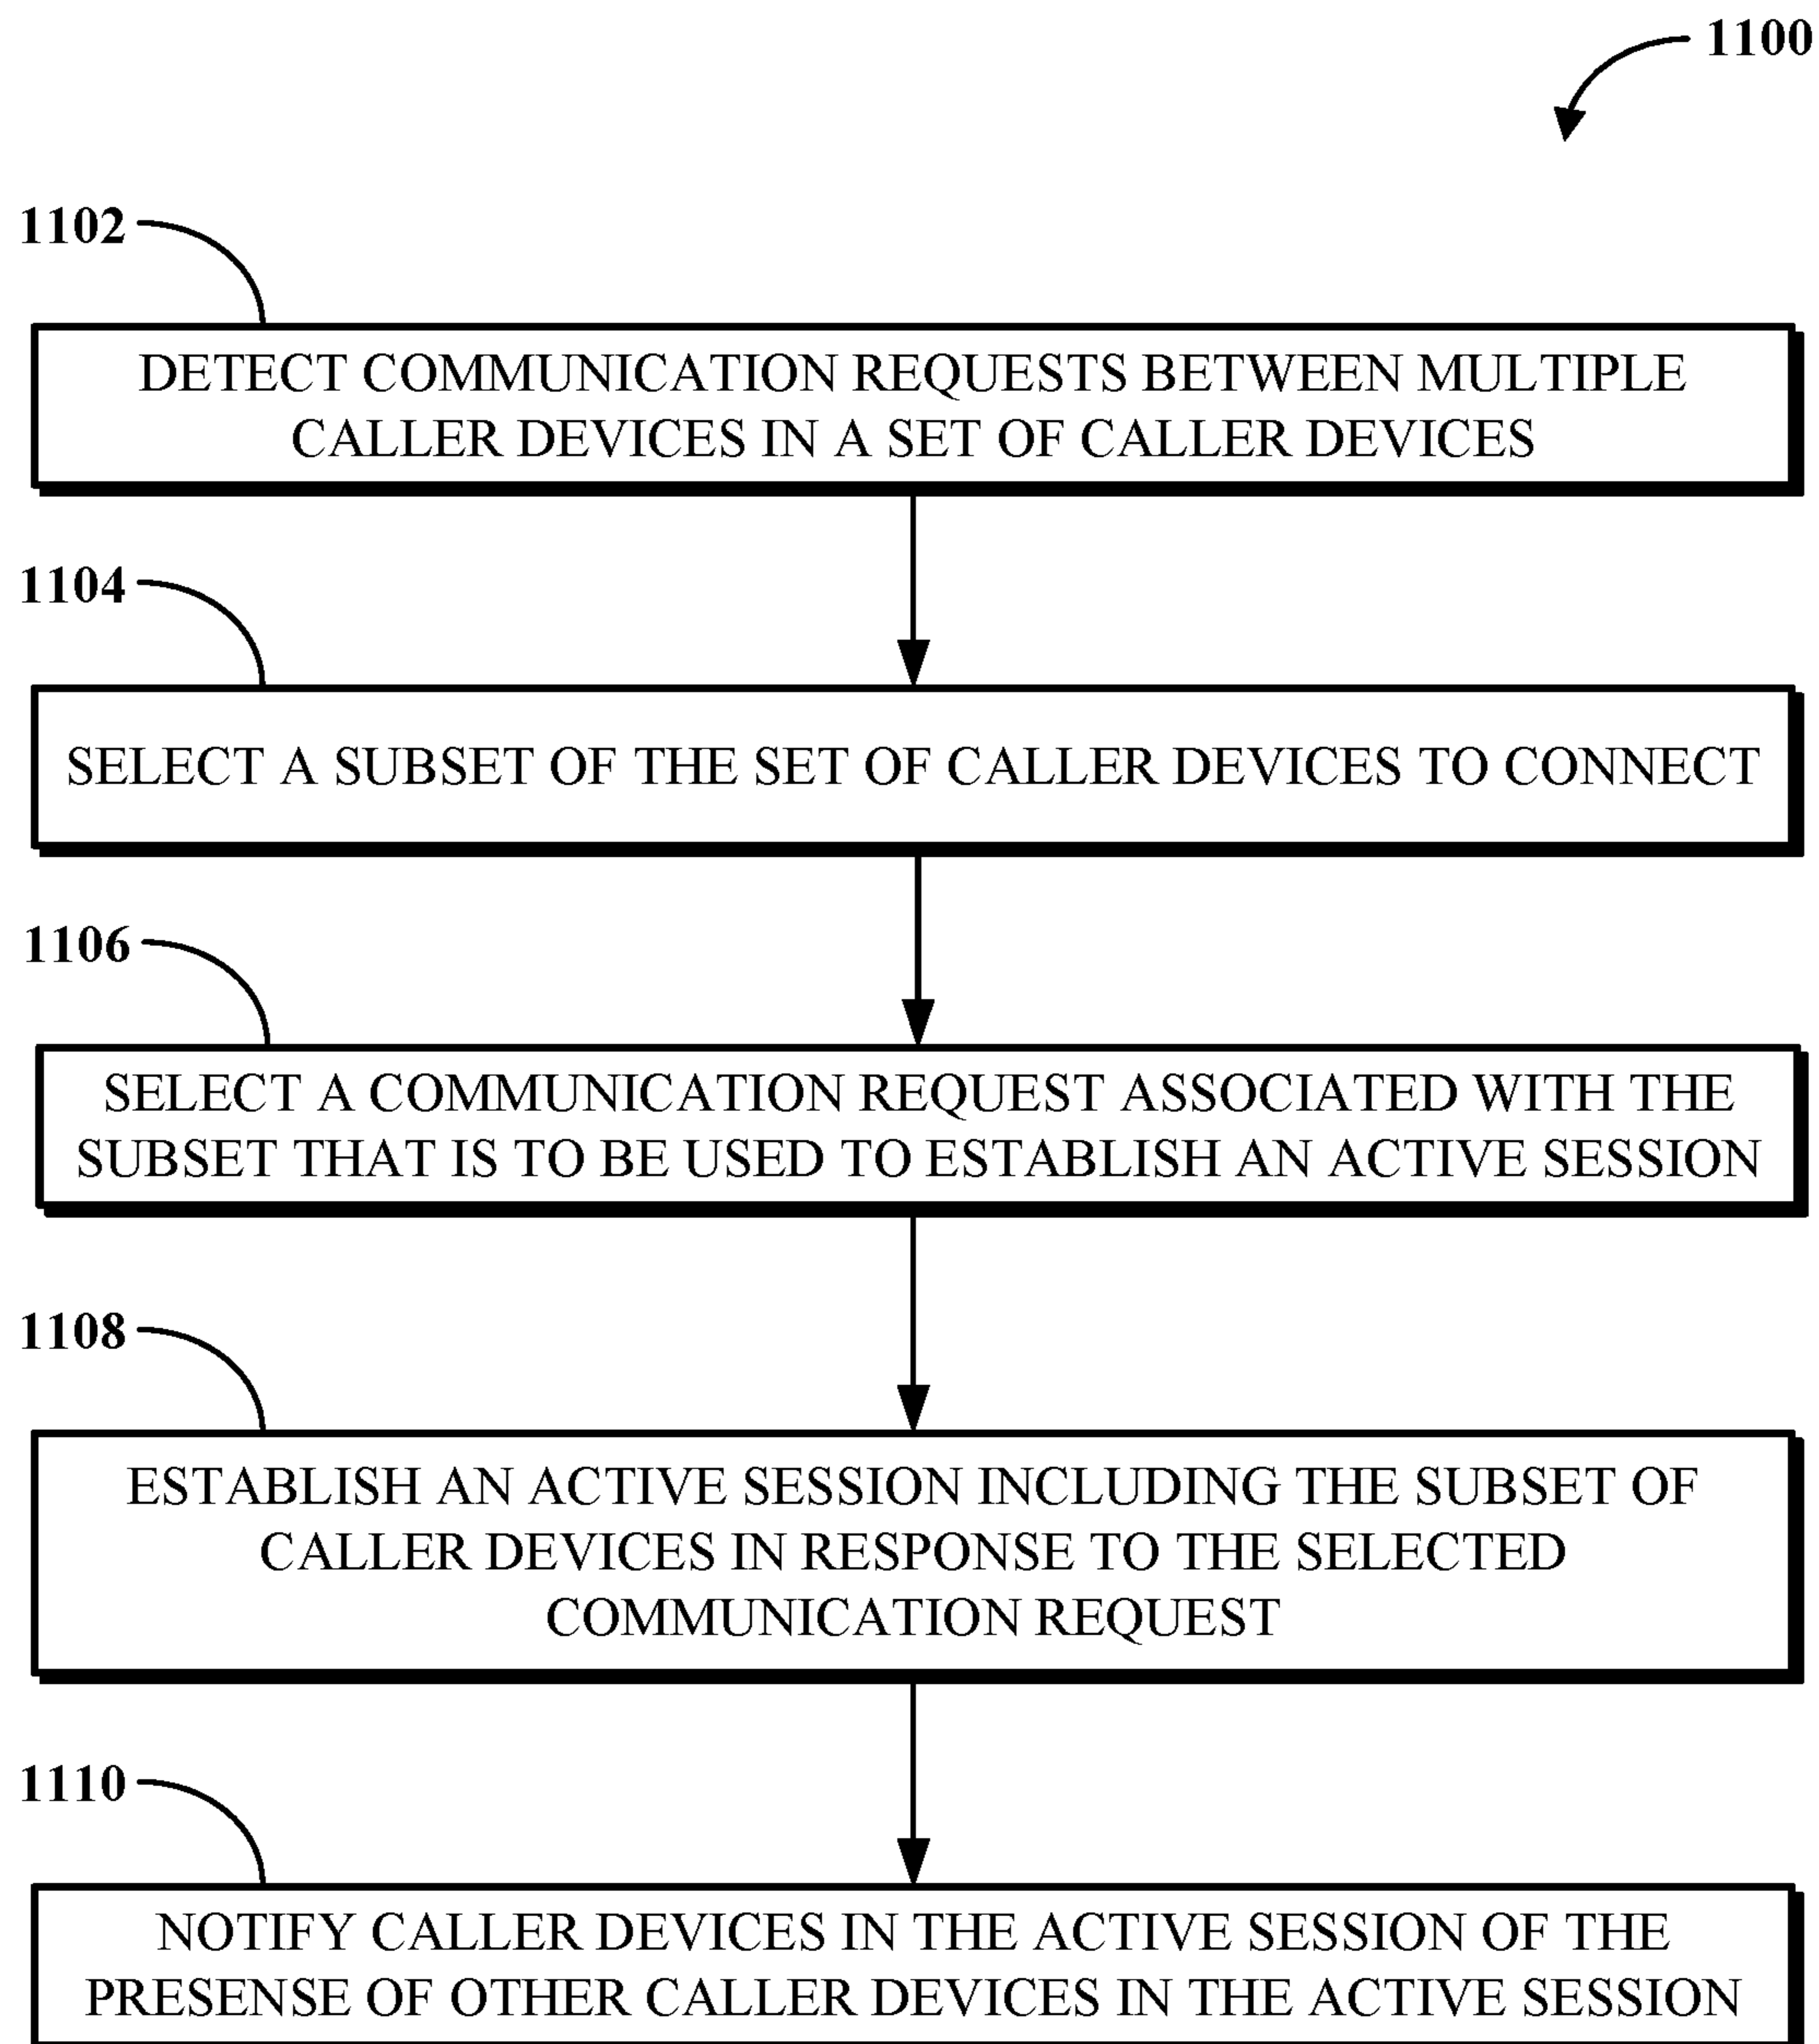 1100
1102
DETECT COMMUNICATION REQUESTS BETWEEN MULTIPLE
CALLER DEVICES IN A SET OF CALLER DEVICES
1104
SELECT A SUBSET OF THE SET OF CALLER DEVICES TO CONNECT
1106
SELECT A COMMUNICATION REQUEST ASSOCIATED WITH THE
SUBSET THAT IS TO BE USED TO ESTABLISH AN ACTIVE SESSION
1108
ESTABLISH AN ACTIVE SESSION INCLUDING THE SUBSET OF
CALLER DEVICES IN RESPONSE TO THE SELECTED
COMMUNICATION REQUEST
1110
NOTIFY CALLER DEVICES IN THE ACTIVE SESSION OF THE
PRESENSE OF OTHER CALLER DEVICES IN THE ACTIVE SESSION